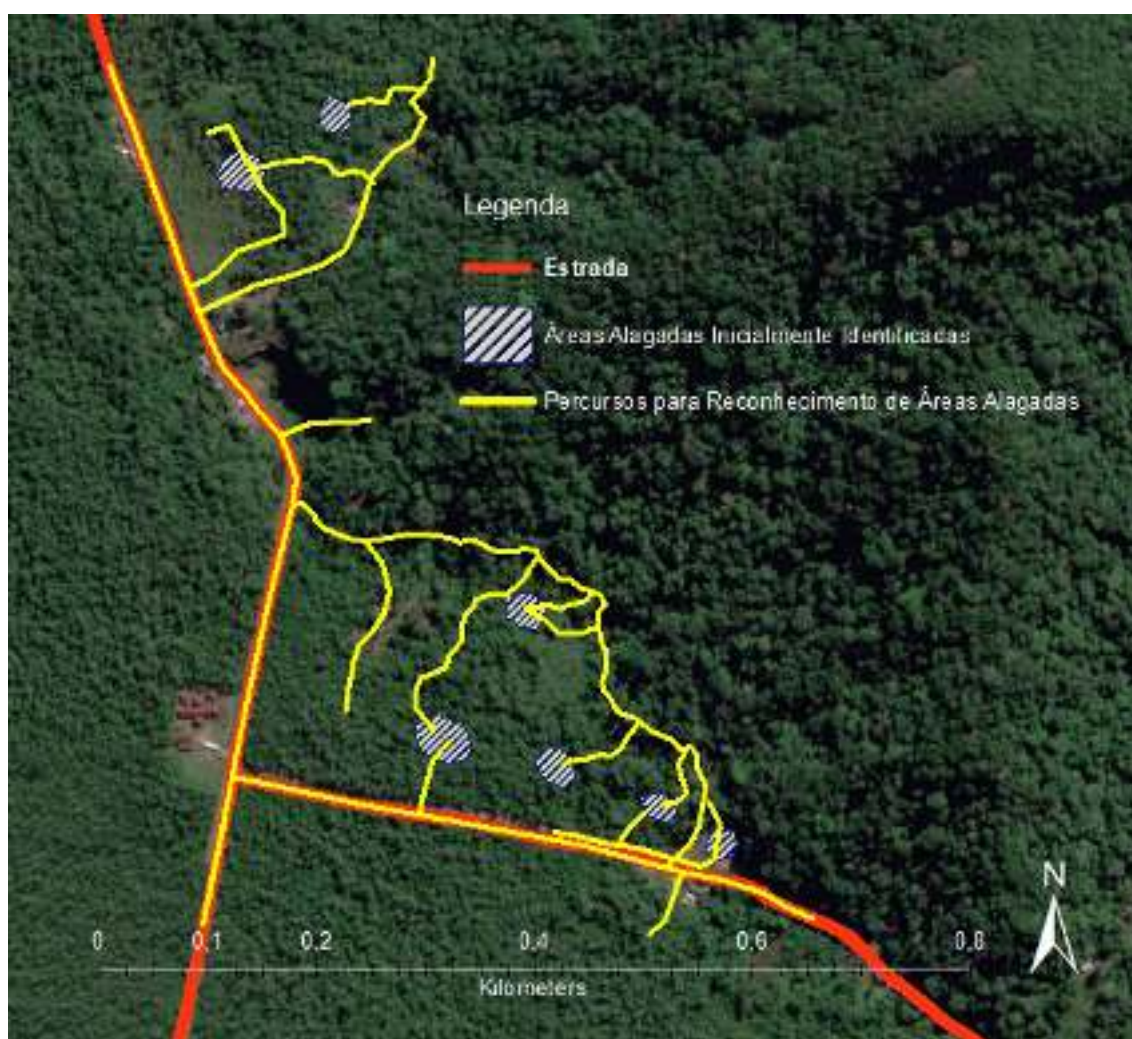 Legenda
Estrada
Áreas Alagadas Inicialmente Identificadas
Percursos para Reconhecimento de Áreas Alagadas
N
0 0.1 0.2 0.4 0.6 0.8
Kilometers